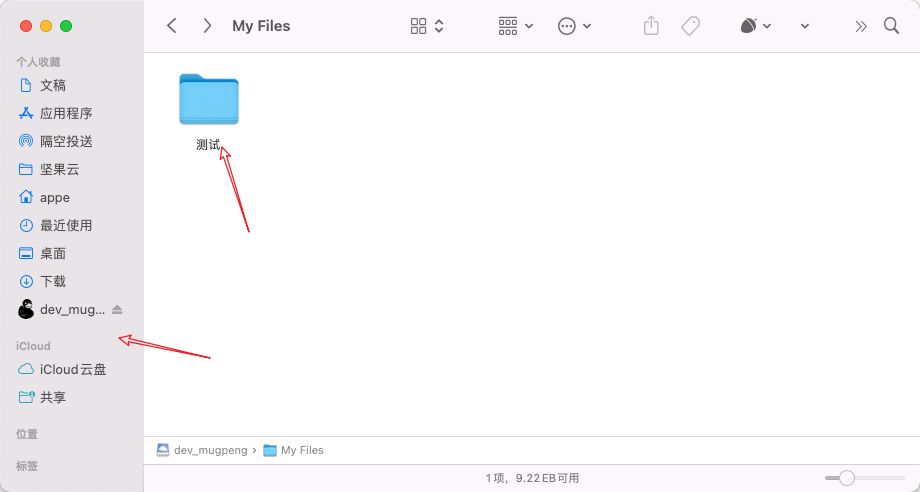 My Files
个人收藏
文稿
应用程序
隔空投送
坚果云
appe
最近使用
桌面
下载
dev_mug...
iCloud
iCloud云盘
共享
位置
标签
测试
dev_mugpeng › My Files
1项，9.22EB可用